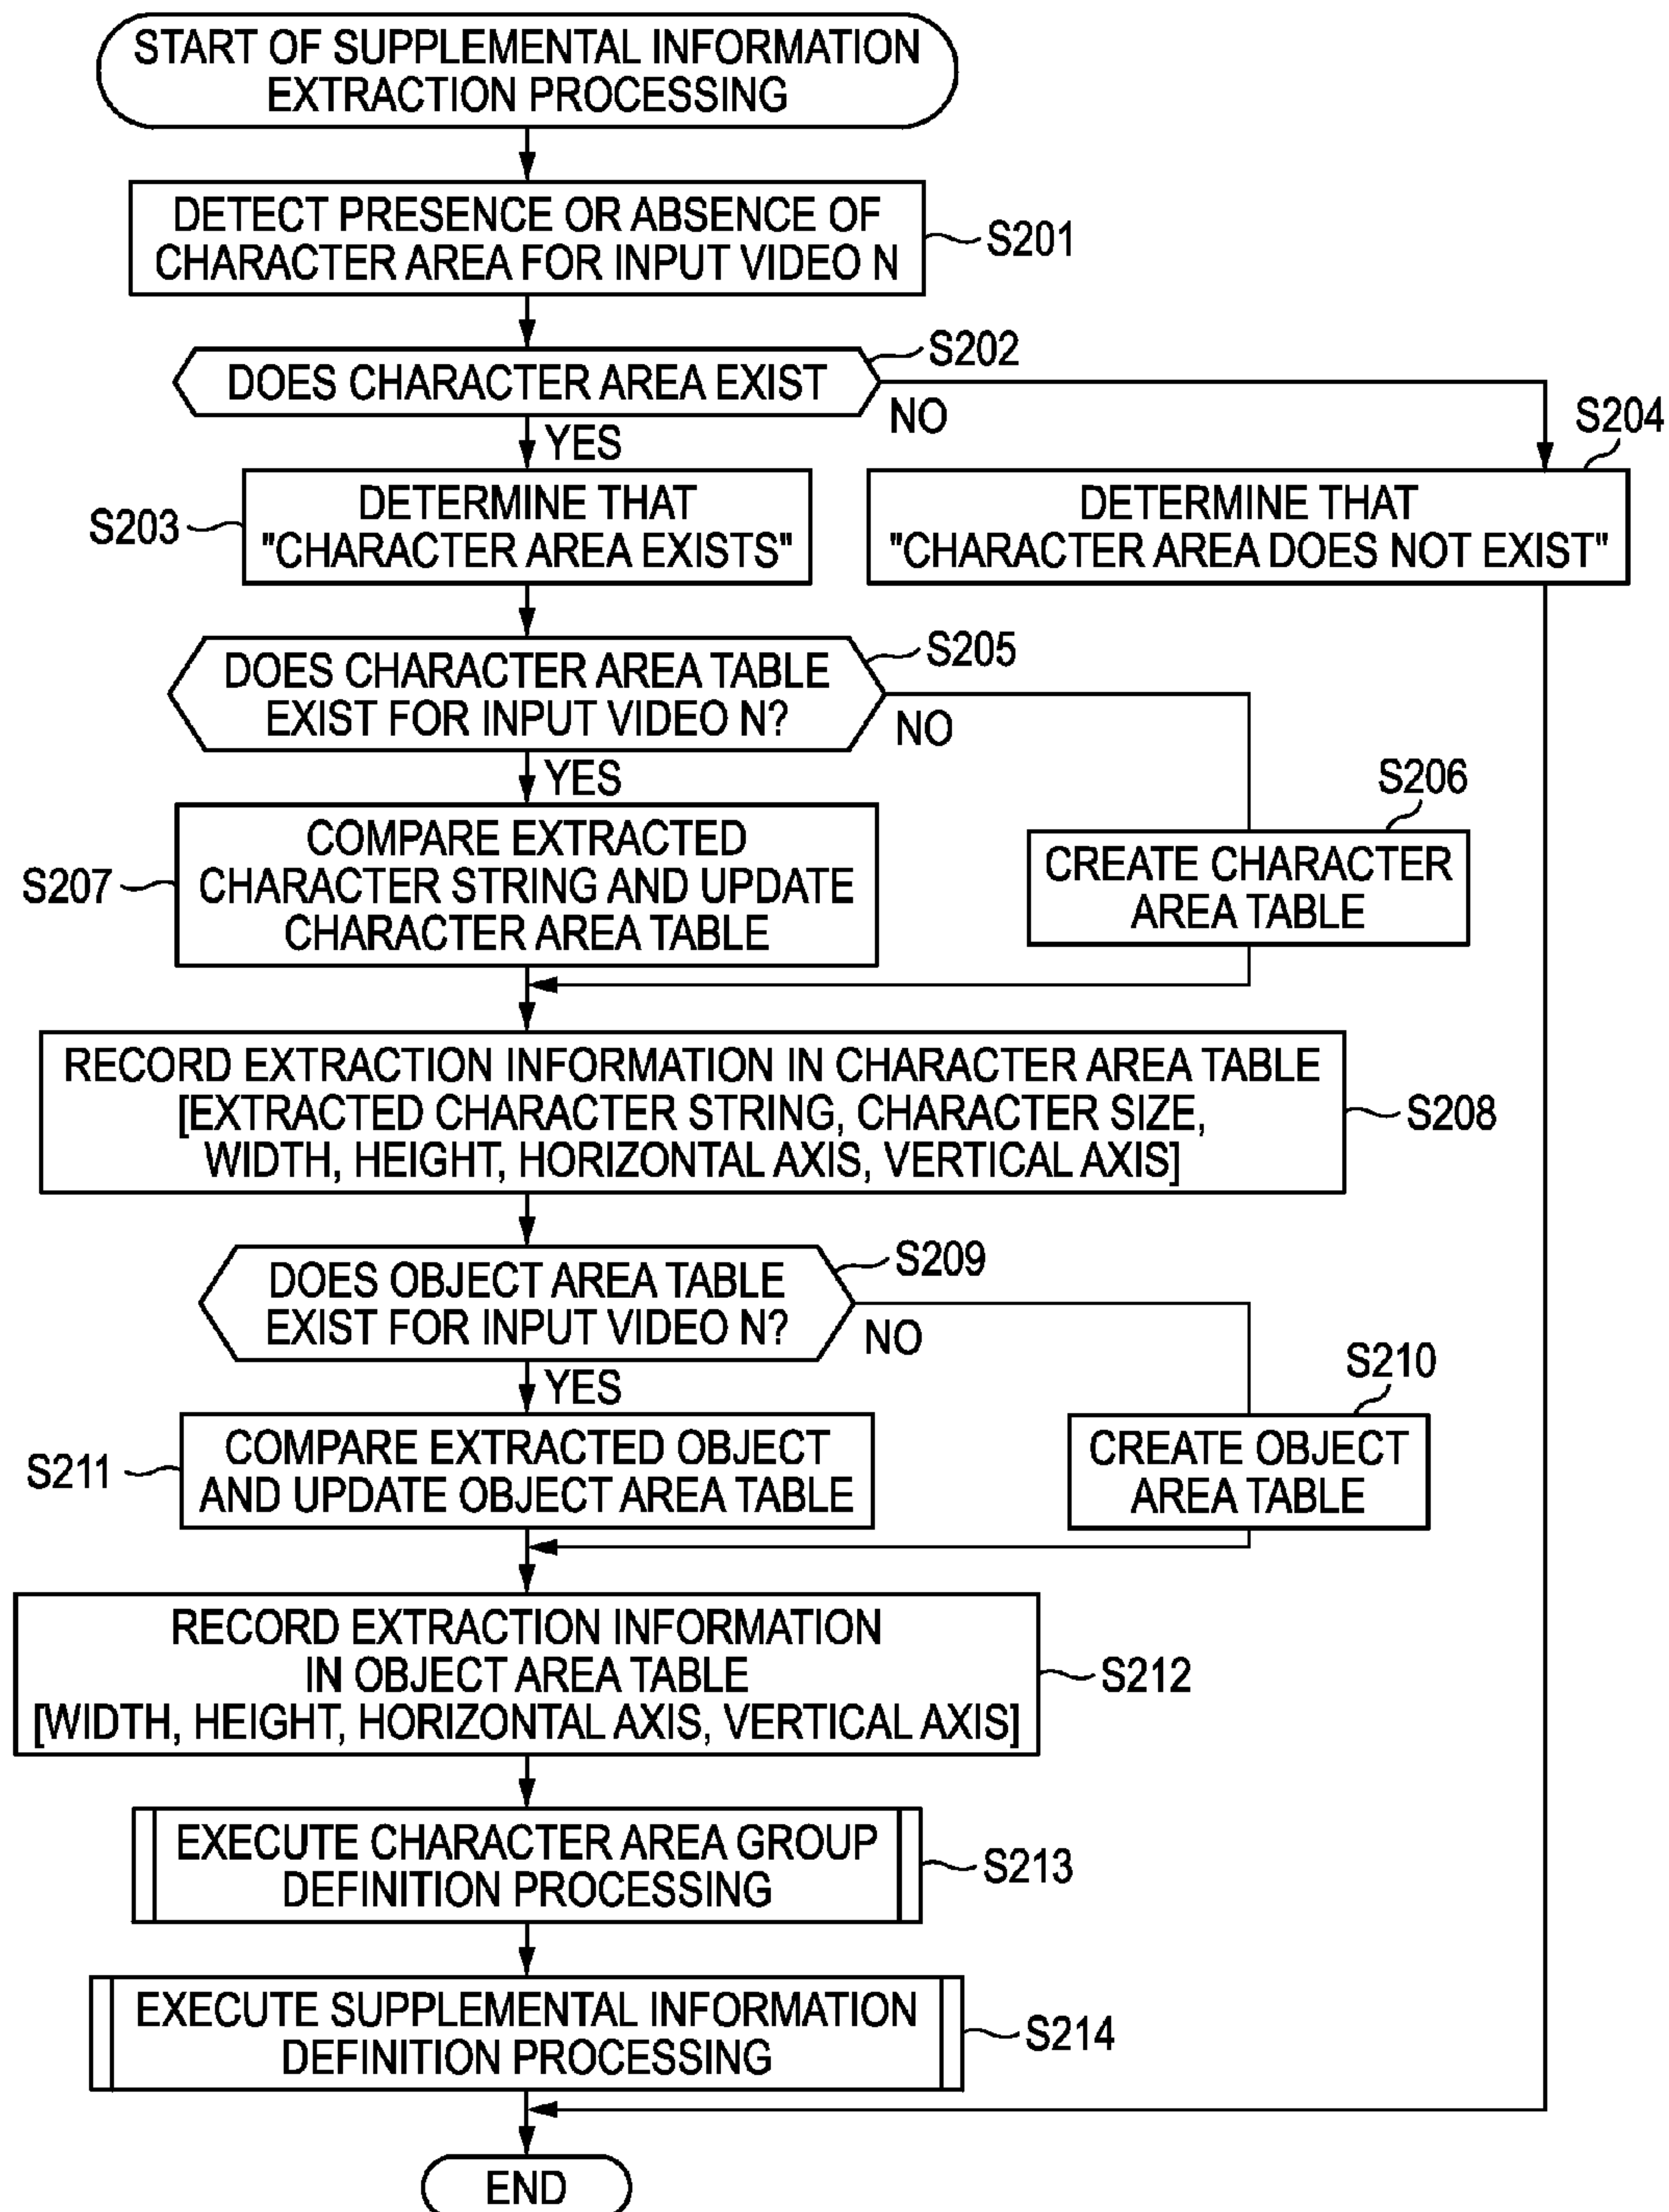 START OF SUPPLEMENTAL INFORMATION
EXTRACTION PROCESSING
DETECT PRESENCE OR ABSENCE OF
CHARACTER AREA FOR INPUT VIDEO N
S201
S202
DOES CHARACTER AREA EXIST
NO
YES
S204
S203
DETERMINE THAT
"CHARACTER AREA EXISTS"
DETERMINE THAT
"CHARACTER AREA DOES NOT EXIST"
S205
DOES CHARACTER AREA TABLE
EXIST FOR INPUT VIDEO N?
NO
YES
S206
S207
COMPARE EXTRACTED
CHARACTER STRING AND UPDATE
CHARACTER AREA TABLE
CREATE CHARACTER
AREA TABLE
RECORD EXTRACTION INFORMATION IN CHARACTER AREA TABLE
[EXTRACTED CHARACTER STRING, CHARACTER SIZE,
WIDTH, HEIGHT, HORIZONTAL AXIS, VERTICAL AXIS]
S208
S209
DOES OBJECT AREA TABLE
EXIST FOR INPUT VIDEO N?
NO
YES
S210
S211
COMPARE EXTRACTED OBJECT
AND UPDATE OBJECT AREA TABLE
CREATE OBJECT
AREA TABLE
RECORD EXTRACTION INFORMATION
IN OBJECT AREA TABLE
[WIDTH, HEIGHT, HORIZONTAL AXIS, VERTICAL AXIS]
S212
EXECUTE CHARACTER AREA GROUP
DEFINITION PROCESSING
S213
EXECUTE SUPPLEMENTAL INFORMATION
DEFINITION PROCESSING
S214
END